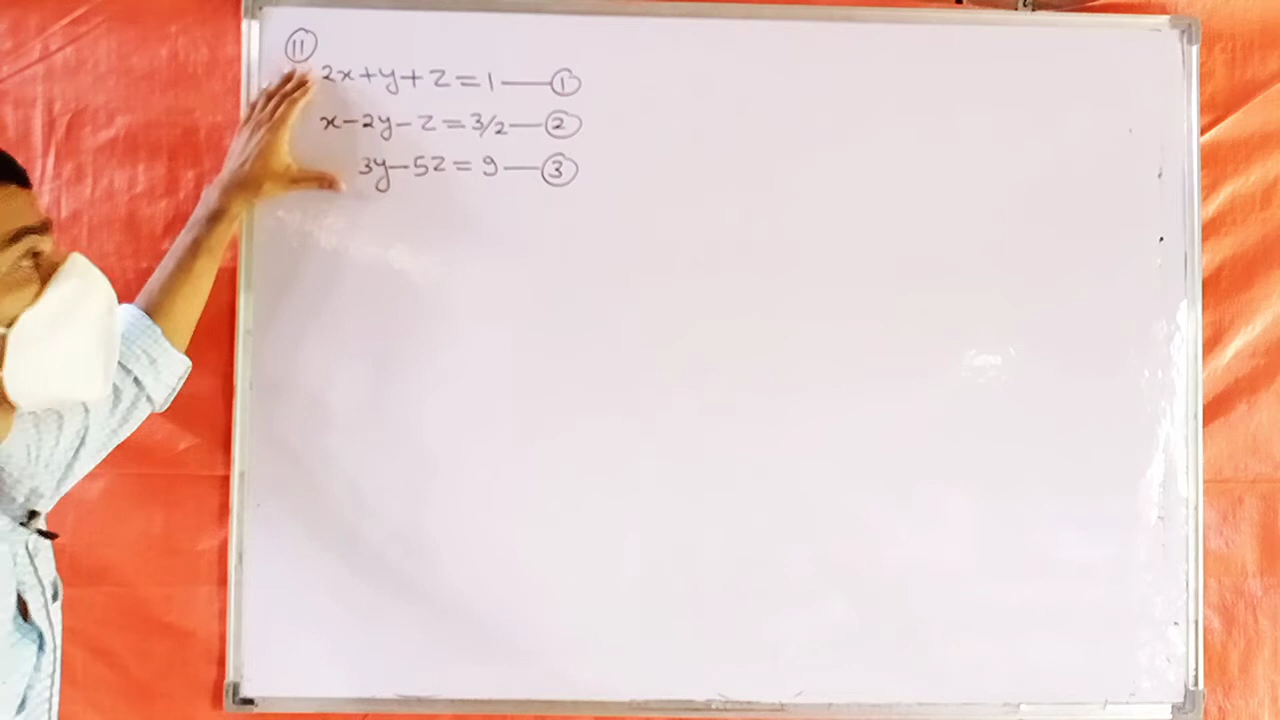 ⑪
2x+y+z=1—①
x-2y-z=3/2—②
3y-5z=9—③